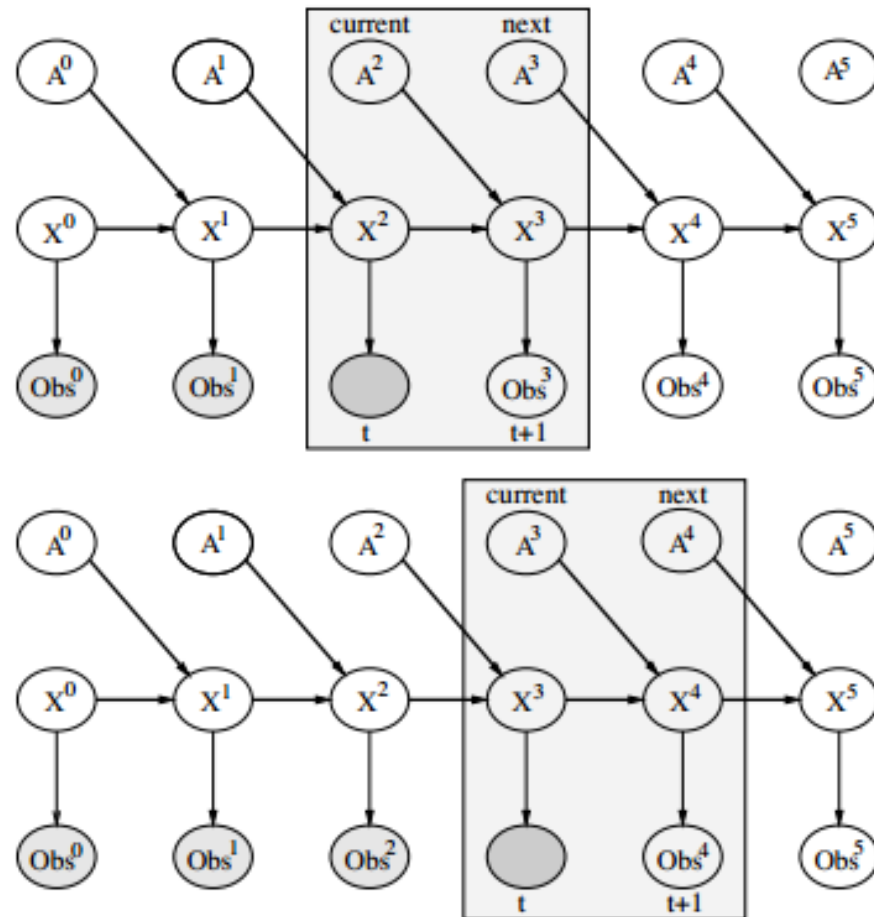 current next
A⁰ A¹ A² A³ A⁴ A⁵
X⁰ X¹ X² X³ X⁴ X⁵
Obs⁰ Obs¹ Obs³ Obs⁴ Obs⁵
t t+1
current next
A⁰ A¹ A² A³ A⁴ A⁵
X⁰ X¹ X² X³ X⁴ X⁵
Obs⁰ Obs¹ Obs² Obs⁴ Obs⁵
t t+1